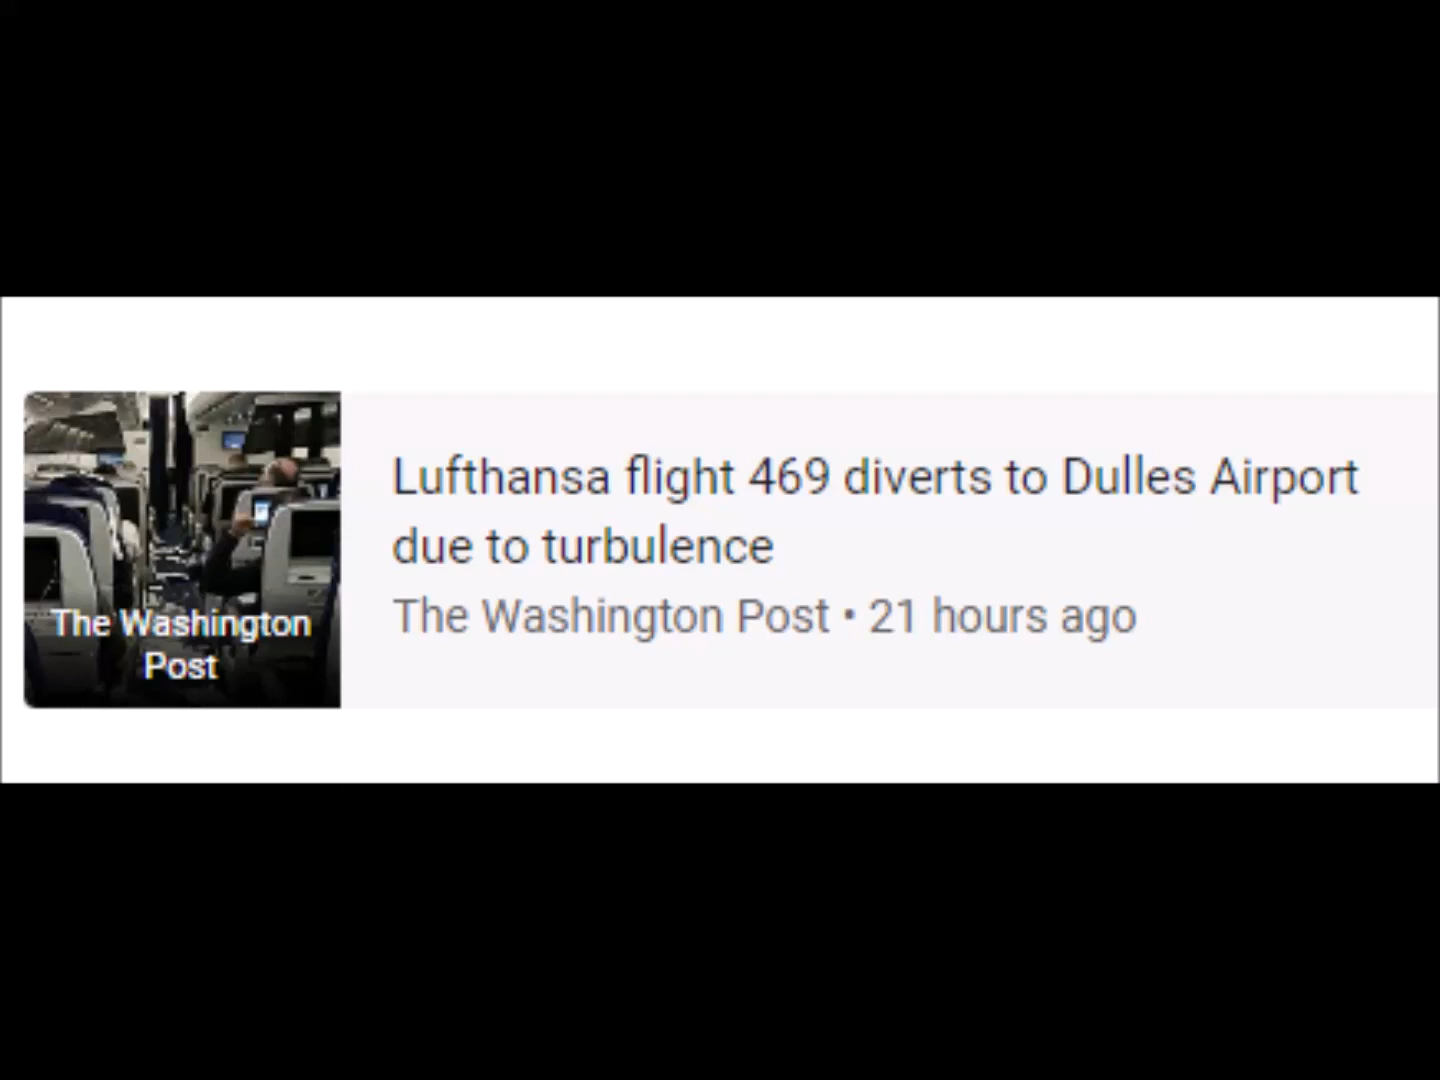 The Washington
Post
Lufthansa flight 469 diverts to Dulles Airport
due to turbulence
The Washington Post • 21 hours ago